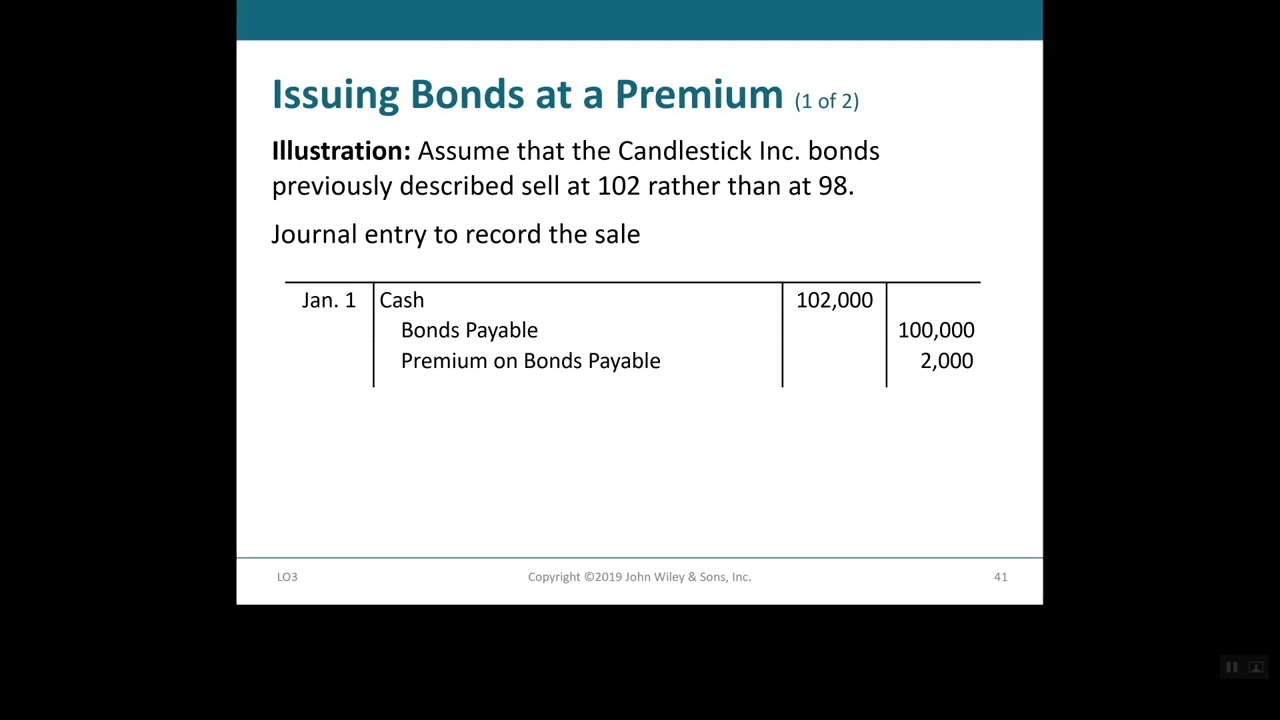 Issuing Bonds at a Premium (1 of 2)
Illustration: Assume that the Candlestick Inc. bonds
previously described sell at 102 rather than at 98.
Journal entry to record the sale
Jan. 1 Cash 102,000
Bonds Payable 100,000
Premium on Bonds Payable 2,000
LO3 Copyright ©2019 John Wiley & Sons, Inc. 41